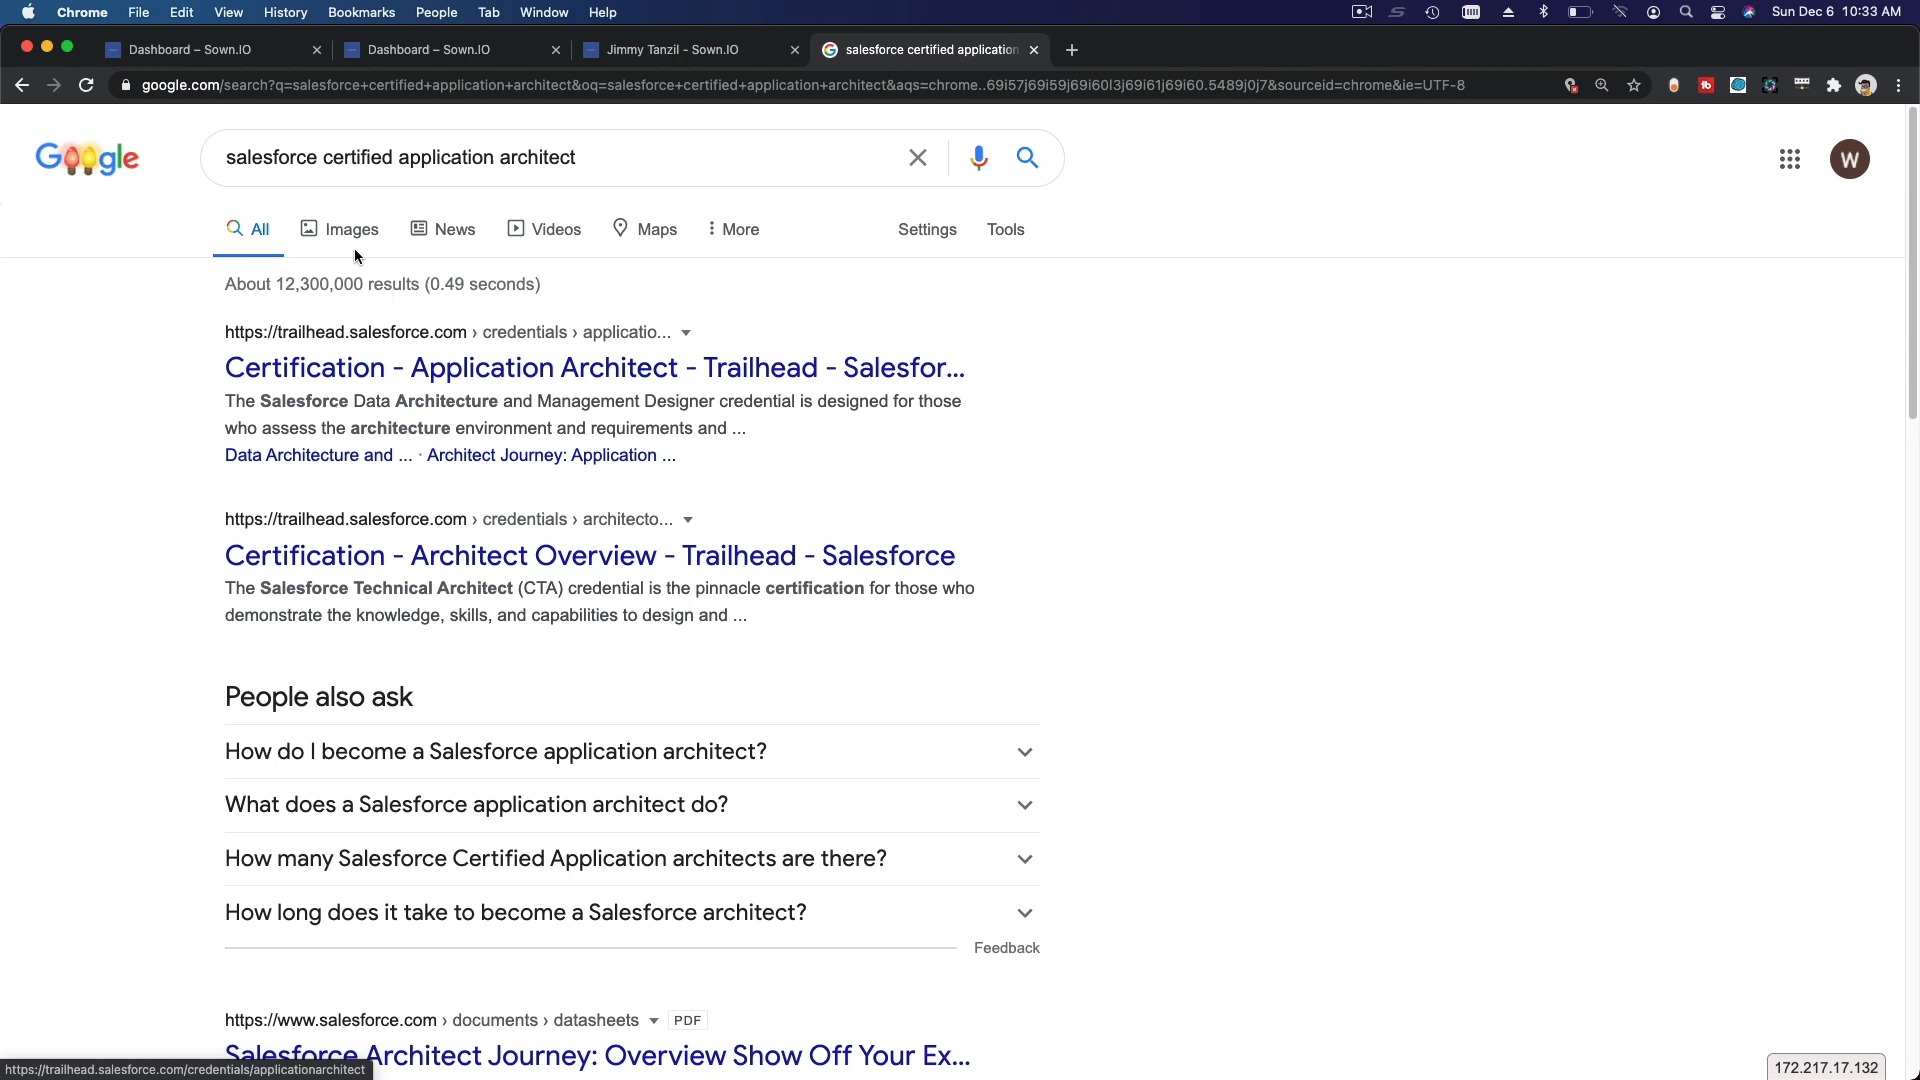 Chrome File Edit View History Bookmarks People Tab Window Help Sun Dec 6 10:33 AM
Dashboard – Sown.IO Dashboard – Sown.IO Jimmy Tanzil - Sown.IO salesforce certified application
google.com/search?q=salesforce+certified+application+architect&oq=salesforce+certified+application+architect&aqs=chrome..69i57j69i59j69i60l3j69i61j69i60.5489j0j7&sourceid=chrome&ie=UTF-8
Google salesforce certified application architect W
All Images News Videos Maps More Settings Tools
About 12,300,000 results (0.49 seconds)
https://trailhead.salesforce.com › credentials › applicatio...
Certification - Application Architect - Trailhead - Salesfor...
The Salesforce Data Architecture and Management Designer credential is designed for those
who assess the architecture environment and requirements and ...
Data Architecture and ... · Architect Journey: Application ...
https://trailhead.salesforce.com › credentials › architecto...
Certification - Architect Overview - Trailhead - Salesforce
The Salesforce Technical Architect (CTA) credential is the pinnacle certification for those who
demonstrate the knowledge, skills, and capabilities to design and ...
People also ask
How do I become a Salesforce application architect?
What does a Salesforce application architect do?
How many Salesforce Certified Application architects are there?
How long does it take to become a Salesforce architect?
Feedback
https://www.salesforce.com › documents › datasheets PDF
Salesforce Architect Journey: Overview Show Off Your Ex...
https://trailhead.salesforce.com/credentials/applicationarchitect
172.217.17.132